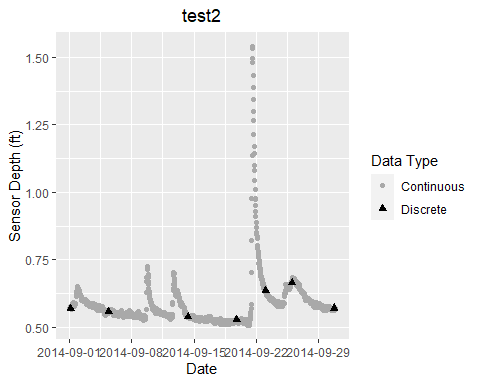 test2
1.50
1.25
1.00
0.75
0.50
Sensor Depth (ft)
2014-09-01 2014-09-08 2014-09-15 2014-09-22 2014-09-29
Date
Data Type
Continuous
Discrete